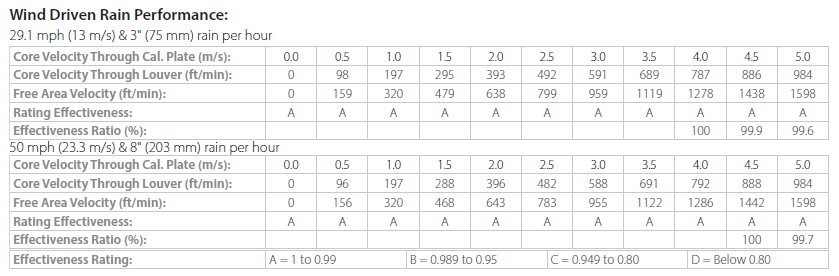 Wind Driven Rain Performance:
29.1 mph (13 m/s) & 3" (75 mm) rain per hour
Core Velocity Through Cal. Plate (m/s): 0.0 0.5 1.0 1.5 2.0 2.5 3.0 3.5 4.0 4.5 5.0
Core Velocity Through Louver (ft/min): 0 98 197 295 393 492 591 689 787 886 984
Free Area Velocity (ft/min): 0 159 320 479 638 799 959 1119 1278 1438 1598
Rating Effectiveness: A A A A A A A A A A A
Effectiveness Ratio (%): 100 99.9 99.6
50 mph (23.3 m/s) & 8" (203 mm) rain per hour
Core Velocity Through Cal. Plate (m/s): 0.0 0.5 1.0 1.5 2.0 2.5 3.0 3.5 4.0 4.5 5.0
Core Velocity Through Louver (ft/min): 0 96 197 288 396 482 588 691 792 888 984
Free Area Velocity (ft/min): 0 156 320 468 643 783 955 1122 1286 1442 1598
Rating Effectiveness: A A A A A A A A A A A
Effectiveness Ratio (%): 100 99.7
Effectiveness Rating: A = 1 to 0.99 B = 0.989 to 0.95 C = 0.949 to 0.80 D = Below 0.80